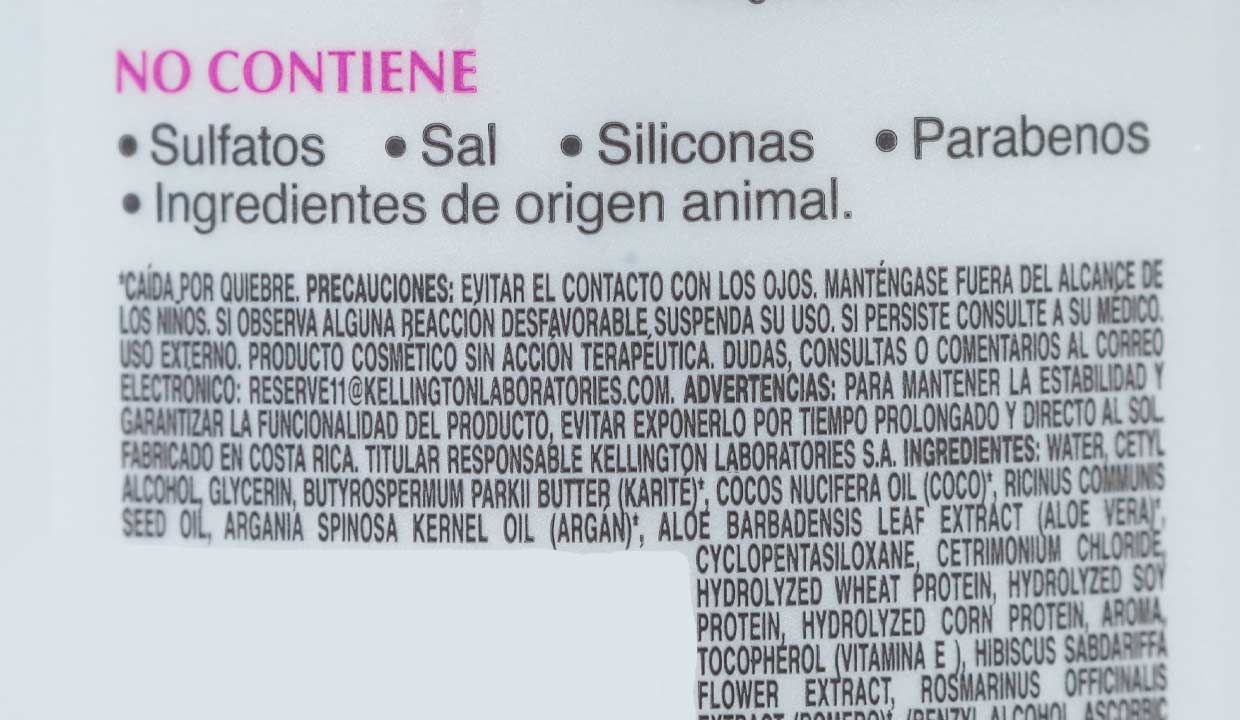 NO CONTIENE
• Sulfatos • Sal • Siliconas • Parabenos
• Ingredientes de origen animal.
*CAÍDA POR QUIEBRE. PRECAUCIONES: EVITAR EL CONTACTO CON LOS OJOS. MANTÉNGASE FUERA DEL ALCANCE DE
LOS NIÑOS. SI OBSERVA ALGUNA REACCIÓN DESFAVORABLE, SUSPENDA SU USO. SI PERSISTE CONSULTE A SU MÉDICO.
USO EXTERNO. PRODUCTO COSMÉTICO SIN ACCIÓN TERAPÉUTICA. DUDAS, CONSULTAS O COMENTARIOS AL CORREO
ELECTRÓNICO: RESERVE11@KELLINGTONLABORATORIES.COM. ADVERTENCIAS: PARA MANTENER LA ESTABILIDAD Y
GARANTIZAR LA FUNCIONALIDAD DEL PRODUCTO, EVITAR EXPONERLO POR TIEMPO PROLONGADO Y DIRECTO AL SOL.
FABRICADO EN COSTA RICA. TITULAR RESPONSABLE KELLINGTON LABORATORIES S.A. INGREDIENTES: WATER, CETYL
ALCOHOL, GLYCERIN, BUTYROSPERMUM PARKII BUTTER (KARITÉ)*, COCOS NUCIFERA OIL (COCO)*, RICINUS COMMUNIS
SEED OIL, ARGANIA SPINOSA KERNEL OIL (ARGÁN)*, ALOE BARBADENSIS LEAF EXTRACT (ALOE VERA)*,
CYCLOPENTASILOXANE, CETRIMONIUM CHLORIDE,
HYDROLYZED WHEAT PROTEIN, HYDROLYZED SOY
PROTEIN, HYDROLYZED CORN PROTEIN, AROMA,
TOCOPHEROL (VITAMINA E ), HIBISCUS SABDARIFFA
FLOWER EXTRACT, ROSMARINUS OFFICINALIS
EXTRACT (ROMERO)*, (BENZYL ALCOHOL, ASCORBIC